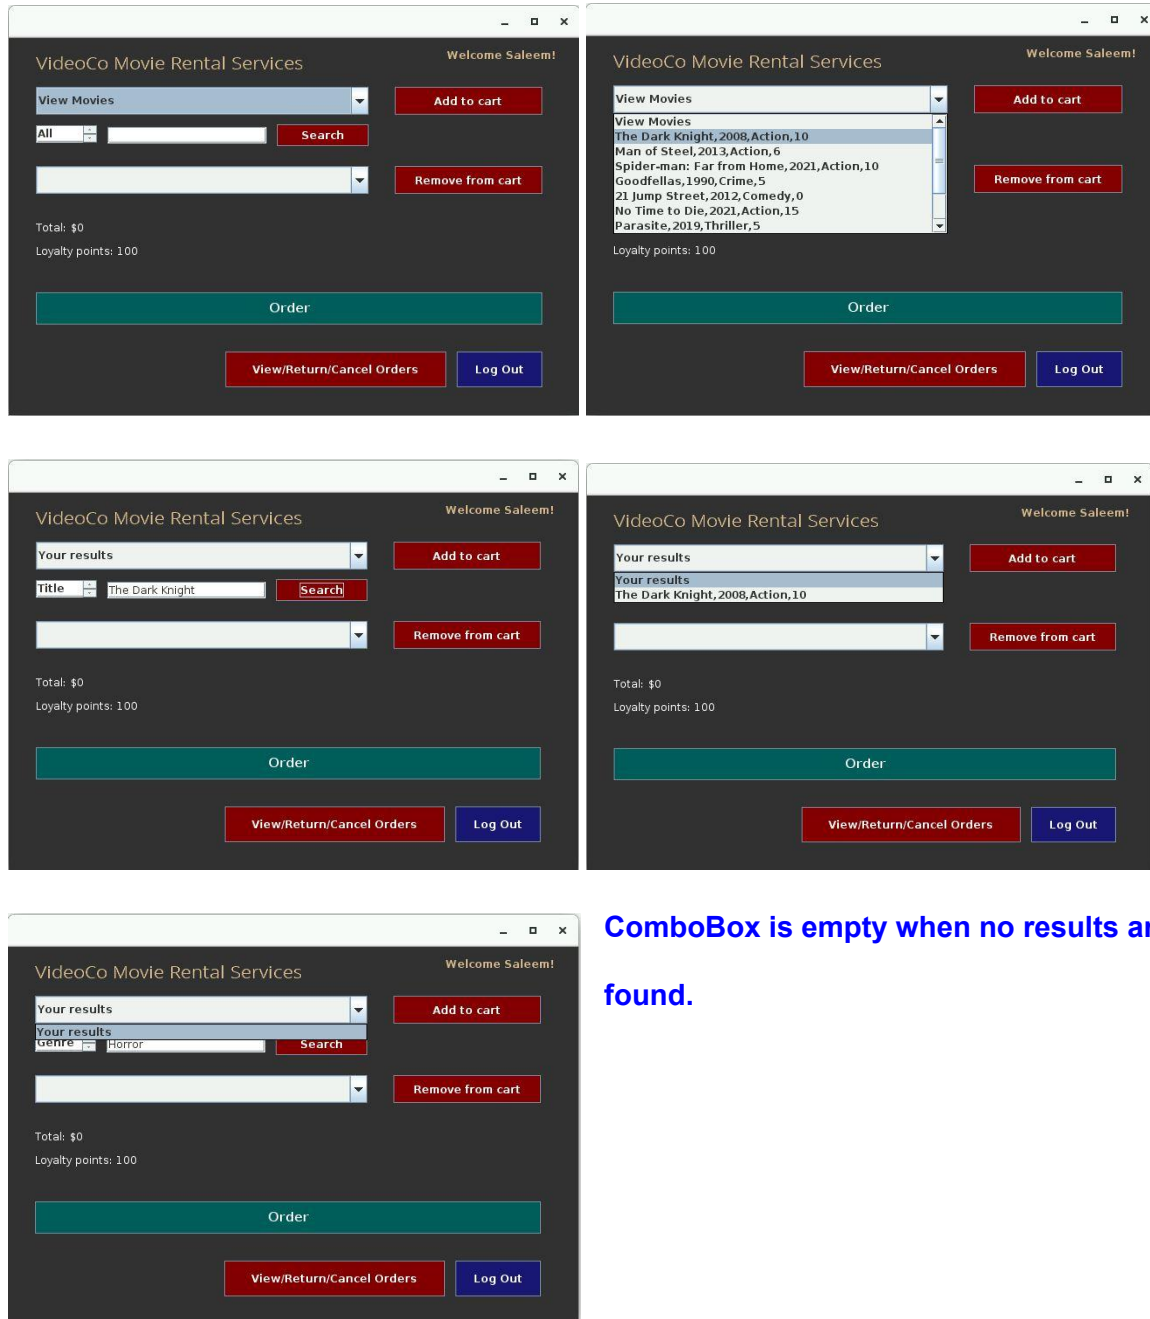 Welcome Saleem!
VideoCo Movie Rental Services
View Movies
Add to cart
All
Search
Remove from cart
Total: $0
Loyalty points: 100
Order
View/Return/Cancel Orders
Log Out
Welcome Saleem!
VideoCo Movie Rental Services
View Movies
Add to cart
View Movies
The Dark Knight,2008,Action,10
Man of Steel,2013,Action,6
Spider-man: Far from Home,2021,Action,10
Goodfellas,1990,Crime,5
Remove from cart
21 Jump Street,2012,Comedy,0
No Time to Die,2021,Action,15
Parasite,2019,Thriller,5
Loyalty points: 100
Order
View/Return/Cancel Orders
Log Out
Welcome Saleem!
VideoCo Movie Rental Services
Your results
Add to cart
Title
The Dark Knight
Search
Remove from cart
Total: $0
Loyalty points: 100
Order
View/Return/Cancel Orders
Log Out
Welcome Saleem!
VideoCo Movie Rental Services
Your results
Add to cart
Your results
The Dark Knight,2008,Action,10
Remove from cart
Total: $0
Loyalty points: 100
Order
View/Return/Cancel Orders
Log Out
Welcome Saleem!
VideoCo Movie Rental Services
Your results
Add to cart
Your results
Genre
Horror
Search
Remove from cart
Total: $0
Loyalty points: 100
Order
View/Return/Cancel Orders
Log Out
ComboBox is empty when no results
found.